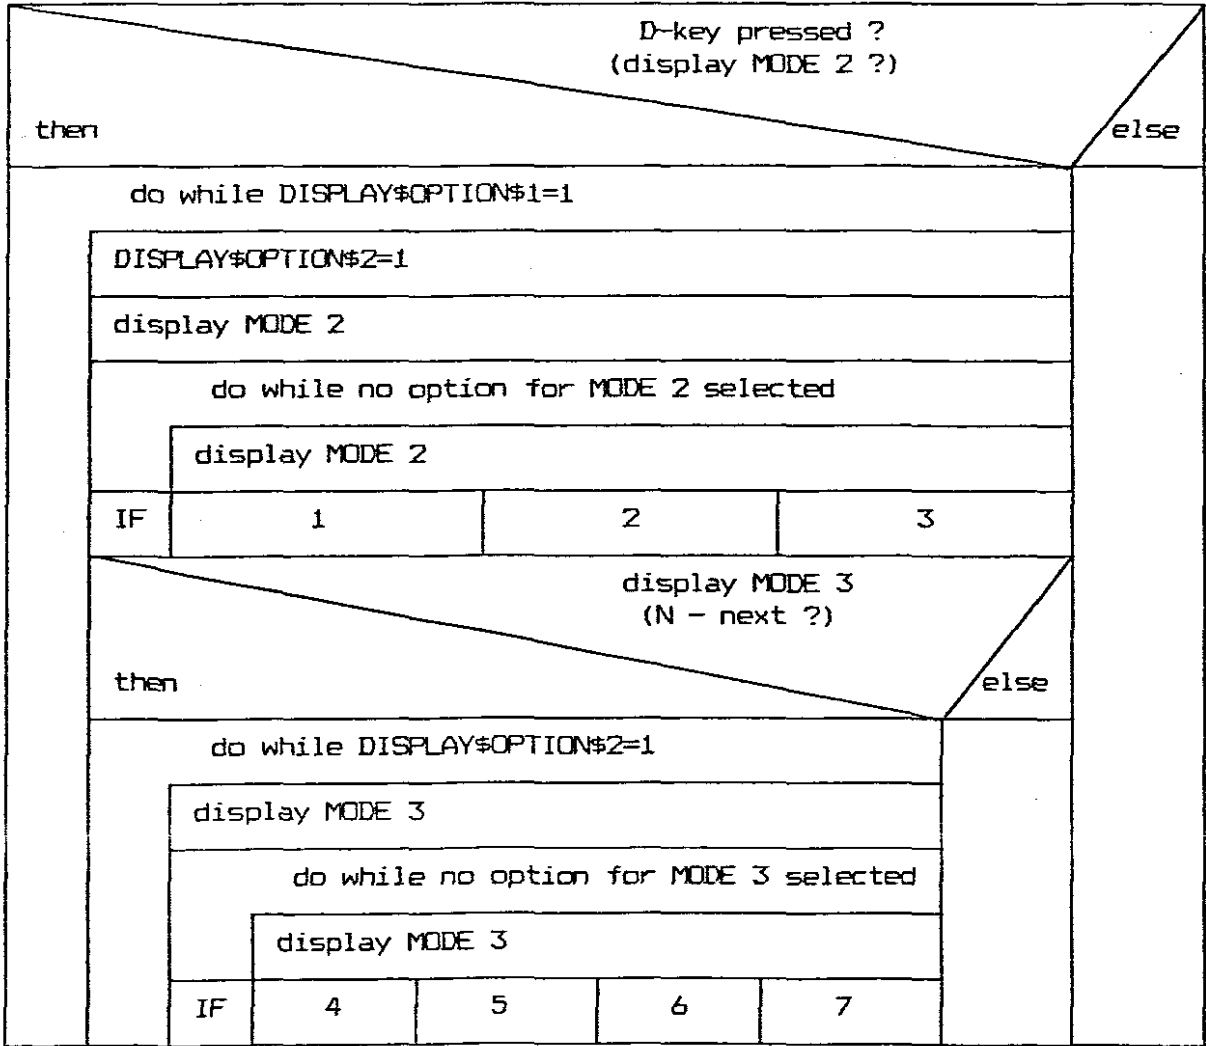 D-key pressed ?
(display MODE 2 ?)
then else
do while DISPLAY$OPTION$1=1
DISPLAY$OPTION$2=1
display MODE 2
do while no option for MODE 2 selected
display MODE 2
IF 1 2 3
display MODE 3
(N - next ?)
then else
do while DISPLAY$OPTION$2=1
display MODE 3
do while no option for MODE 3 selected
display MODE 3
IF 4 5 6 7